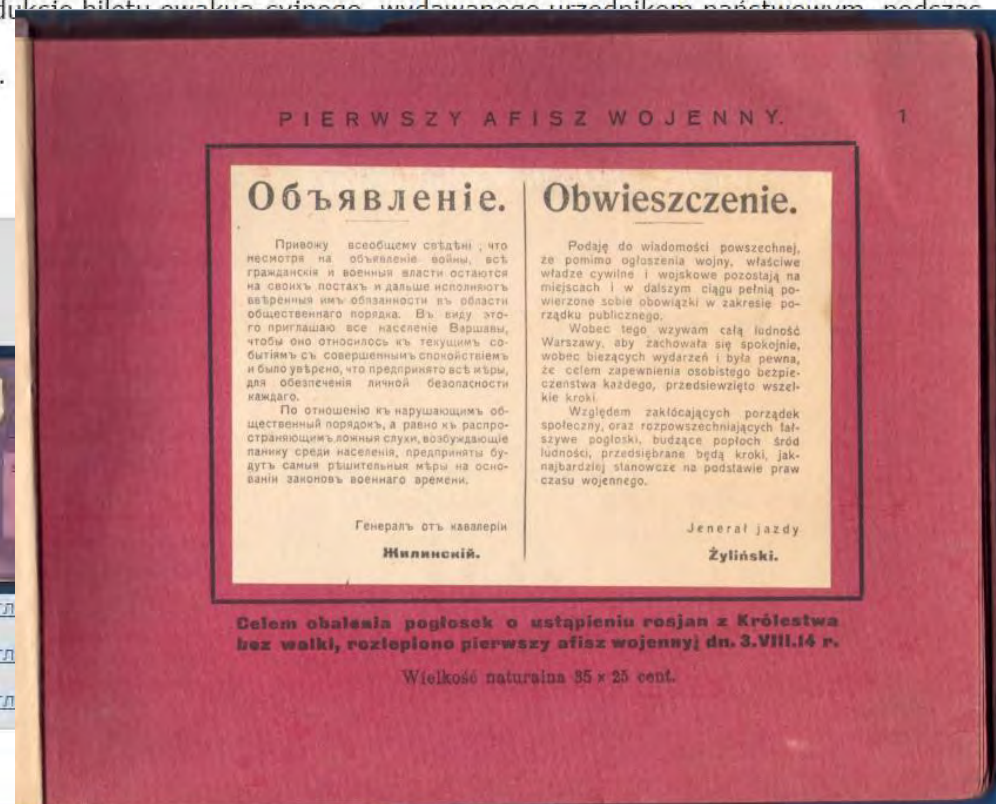 PIERWSZY AFISZ WOJENNY. 1
Объявленіе.
Привожу всеобщему свѣдѣні , что
несмотря на объявленіе войны, всѣ
гражданскія и военныя власти остаются
на своихъ постахъ и дальше исполняютъ
ввѣренныя имъ обязанности въ области
общественнаго порядка. Въ виду это-
го приглашаю все населеніе Варшавы,
чтобы оно относилось къ текущимъ со-
бытіямъ съ совершеннымъ спокойствіемъ
и было увѣрено, что предпринято всѣ мѣры,
для обезпеченія личной безопасности
каждаго.
По отношенію къ нарушающимъ об-
щественный порядокъ, а равно къ распро-
страняющимъ ложныя слухи, возбуждающіе
панику среди населенія, предприняты бу-
дутъ самыя рѣшительныя мѣры на осно-
ваніи законовъ военнаго времени.
Генералъ отъ кавалеріи
Жилинскій.
Obwieszczenie.
Podaję do wiadomości powszechnej,
że pomimo ogłoszenia wojny, właściwe
władze cywilne i wojskowe pozostają na
miejscach i w dalszym ciągu pełnią po-
wierzone sobie obowiązki w zakresie po-
rządku publicznego.
Wobec tego wzywam całą ludność
Warszawy, aby zachowała się spokojnie,
wobec bieżących wydarzeń i była pewna,
że celem zapewnienia osobistego bezpie-
czeństwa każdego, przedsiewzięto wszel-
kie kroki
Względem zakłócających porządek
społeczny, oraz rozpowszechniających fał-
szywe pogłoski, budzące popłoch śród
ludności, przedsiębrane będą kroki, jak-
najbardziej stanowcze na podstawie praw
czasu wojennego.
Jenerał jazdy
Żyliński.
Celem obalenia pogłosek o ustąpieniu rosjan z Królestwa
bez walki, rozlepiono pierwszy afisz wojenny; dn. 3.VIII.14 r.
Wielkość naturalna 35 x 25 cent.